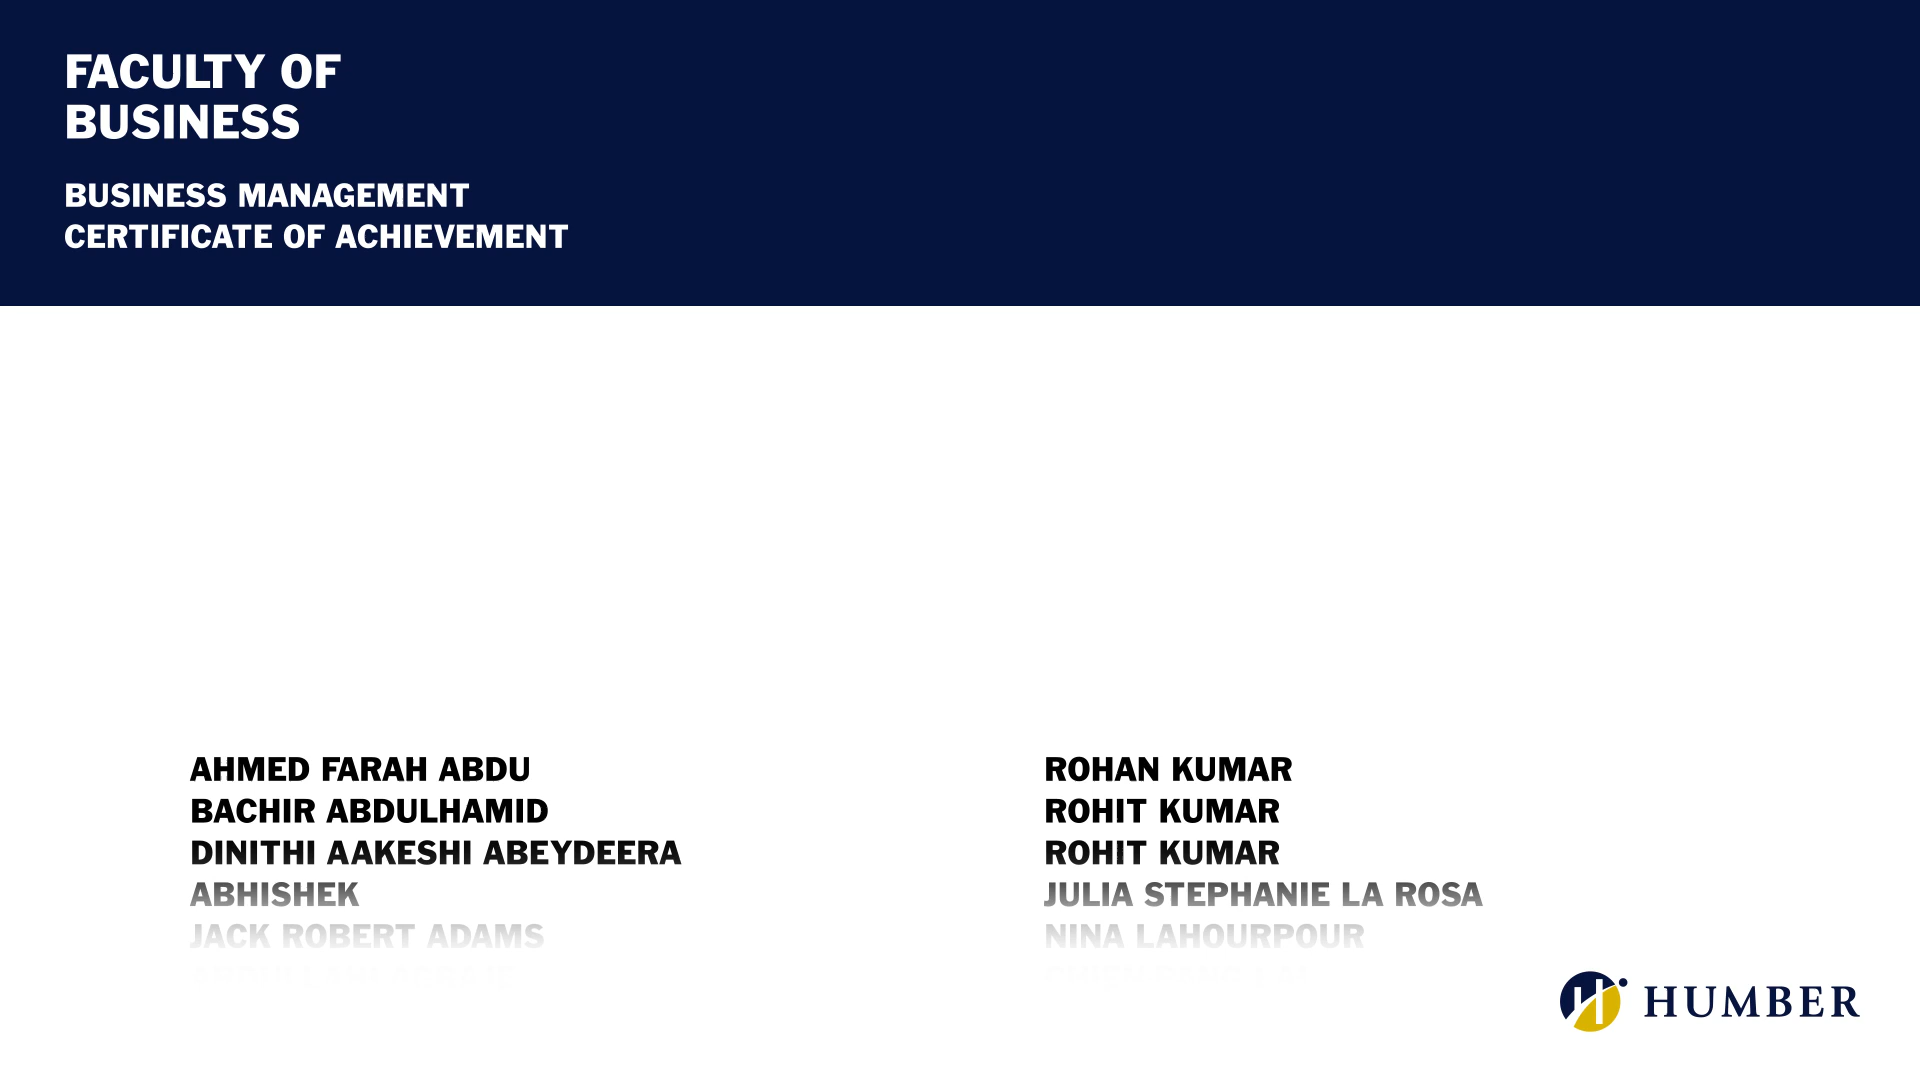 FACULTY OF
BUSINESS
BUSINESS MANAGEMENT
CERTIFICATE OF ACHIEVEMENT
AHMED FARAH ABDU
BACHIR ABDULHAMID
DINITHI AAKESHI ABEYDEERA
ABHISHEK
JACK ROBERT ADAMS
ROHAN KUMAR
ROHIT KUMAR
ROHIT KUMAR
JULIA STEPHANIE LA ROSA
NINA LAHOURPOUR
HUMBER